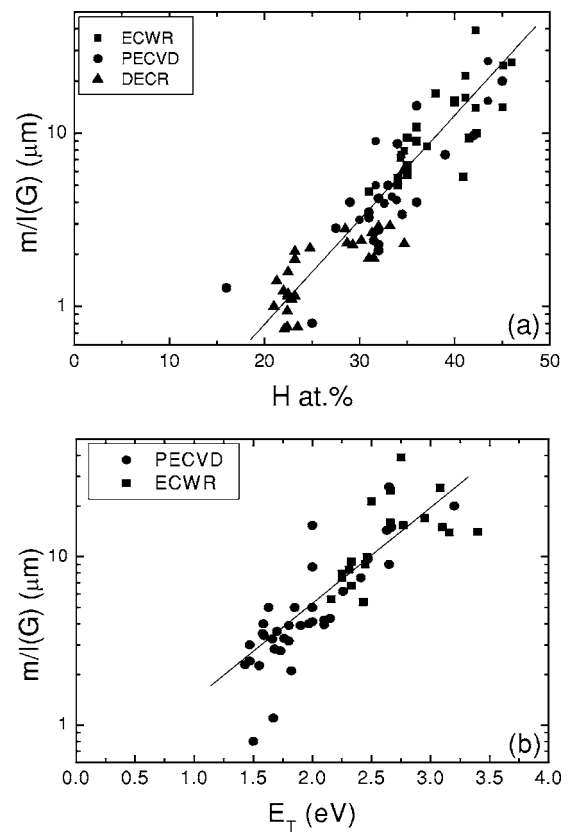 ECWR
PECVD
DECR
m/I(G) (μm)
10
1
(a)
0 10 20 30 40 50
H at.%
PECVD
ECWR
m/I(G) (μm)
10
1
(b)
0.0 0.5 1.0 1.5 2.0 2.5 3.0 3.5 4.0
E_T (eV)